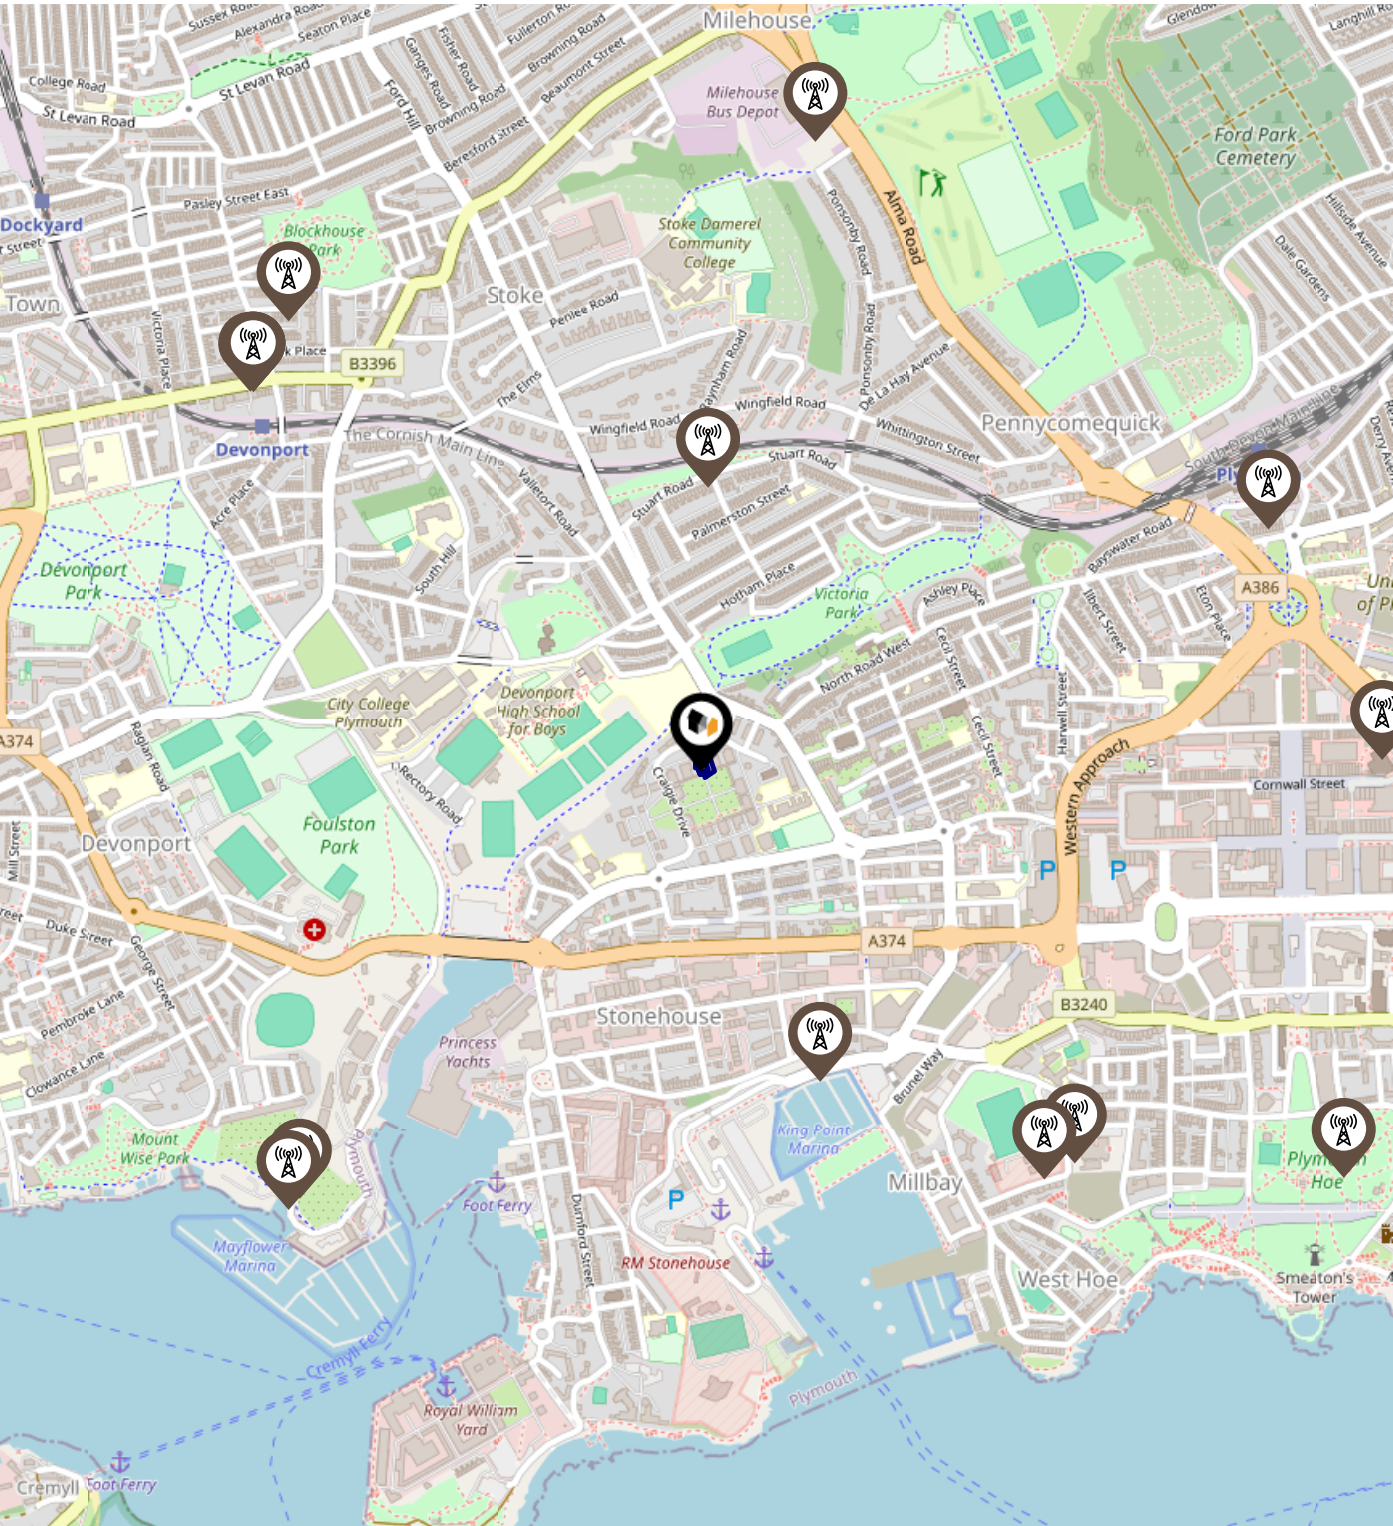 Milehouse
Seaton Place
College Road
St Levan Road
St Levan Road
Ford Hill
Ganges Road
Fisher Road
Browning Road
Browning Road
Beaumont Street
Beresford Street
Milehouse
Bus Depot
Ford Park
Cemetery
Hillside Avenue
Dale Gardens
Dockyard
Pasley Street East
Blockhouse
Park
Stoke Damerel
Community
College
Alma Road
Ponsonby Road
Ponsonby Road
Town
Stoke
Penlee Road
Victoria Place
B3396
The Elms
Wingfield Road
Wingfield Road
De La Hay Avenue
Whittington Street
Pennycomequick
South Devon Main Line
Devonport
The Cornish Main Line
Valletort Road
Stuart Road
Stuart Road
Palmerston Street
Acre Place
South Hill
Hotham Place
Victoria
Park
Ashley Place
Bayswater Road
A386
Ilbert Street
Eton Place
Devonport
Park
North Road West
Cecil Street
Cecil Street
Harwell Street
City College
Plymouth
Devonport
High School
for Boys
A374
Raglan Road
Rectory Road
Craigie Drive
Western Approach
Cornwall Street
Foulston
Park
Devonport
Mill Street
P
P
Duke Street
George Street
A374
Pembroke Lane
Clowance Lane
Stonehouse
B3240
Princess
Yachts
Brunel Way
King Point
Marina
Mount
Wise Park
Plymouth
Foot Ferry
P
Millbay
Plymouth
Hoe
Durnford Street
Mayflower
Marina
RM Stonehouse
West Hoe
Smeaton's
Tower
Cremyll Ferry
Plymouth
Royal William
Yard
Cremyll
Foot Ferry